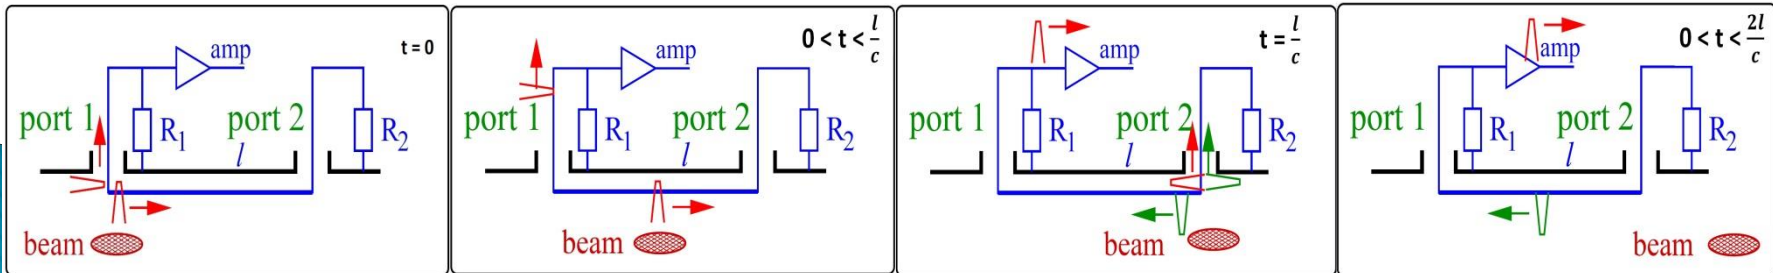 t = 0
amp
port 1
R₁
port 2
l
R₂
beam
0 < t < l/c
amp
port 1
R₁
port 2
l
R₂
beam
t = l/c
amp
port 1
R₁
port 2
l
R₂
beam
0 < t < 2l/c
amp
port 1
R₁
port 2
l
R₂
beam